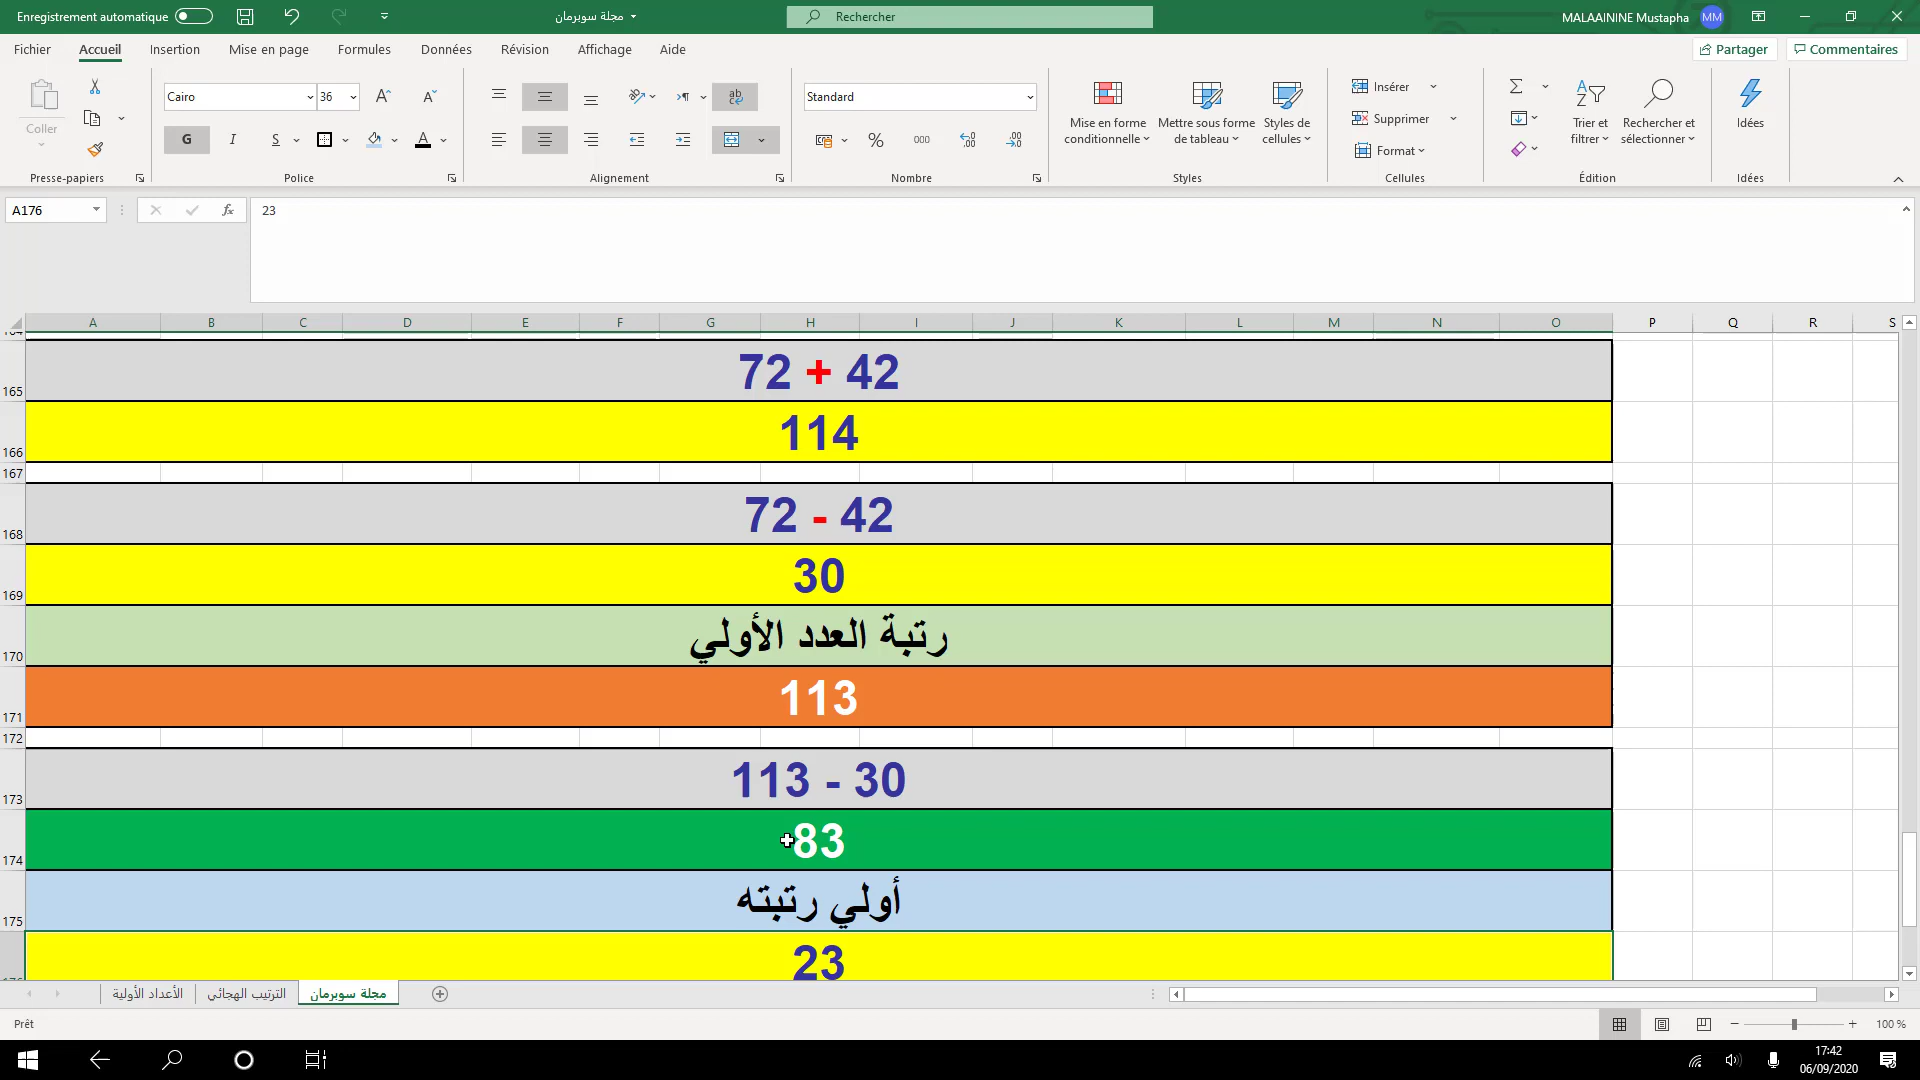 Enregistrement automatique
مجلة سوبرمان
Rechercher
MALAAININE Mustapha
MM
Fichier
Accueil
Insertion
Mise en page
Formules
Données
Révision
Affichage
Aide
Partager
Commentaires
Coller
Presse-papiers
Cairo
36
G
I
S
A
Police
Alignement
Standard
%
000
Nombre
Mise en forme conditionnelle
Mettre sous forme de tableau
Styles de cellules
Styles
Insérer
Supprimer
Format
Cellules
Trier et filtrer
Rechercher et sélectionner
Édition
Idées
Idées
A176
fx
23
A B C D E F G H I J K L M N O P Q R S
165
72 + 42
166
114
167
168
72 - 42
169
30
170
رتبة العدد الأولي
171
113
172
173
113 - 30
174
83
175
أولي رتبته
23
الأعداد الأولية
الترتيب الهجائي
مجلة سوبرمان
Prêt
100 %
17:42
06/09/2020